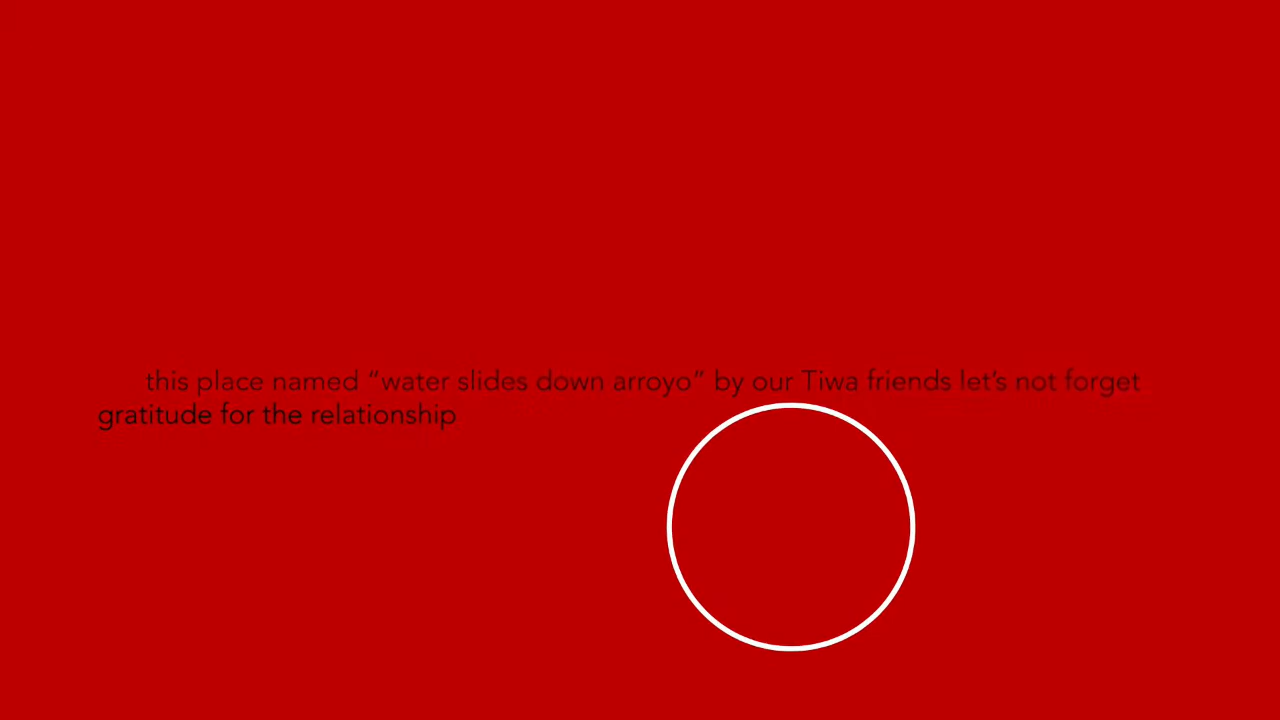 this place named “water slides down arroyo” by our Tiwa friends let’s not forget
gratitude for the relationship